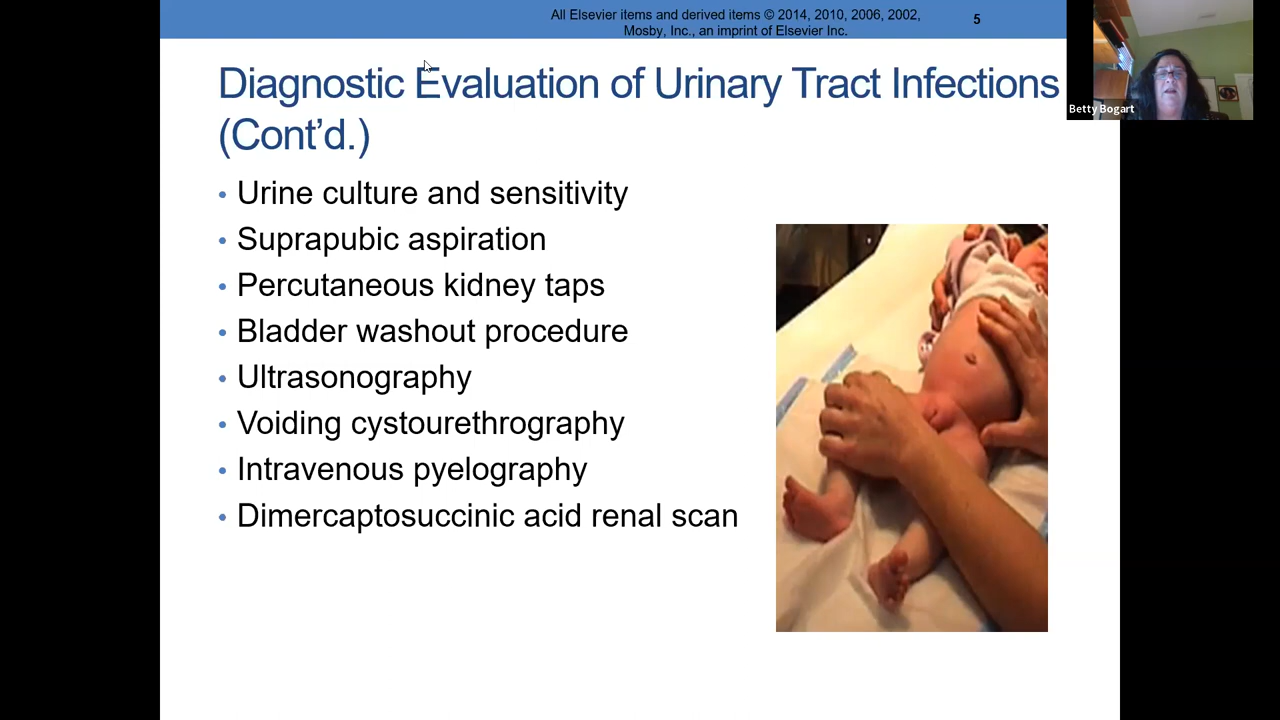 All Elsevier items and derived items © 2014, 2010, 2006, 2002,
Mosby, Inc., an imprint of Elsevier Inc.
5
Diagnostic Evaluation of Urinary Tract Infections
(Cont’d.)
Betty Bogart
• Urine culture and sensitivity
• Suprapubic aspiration
• Percutaneous kidney taps
• Bladder washout procedure
• Ultrasonography
• Voiding cystourethrography
• Intravenous pyelography
• Dimercaptosuccinic acid renal scan